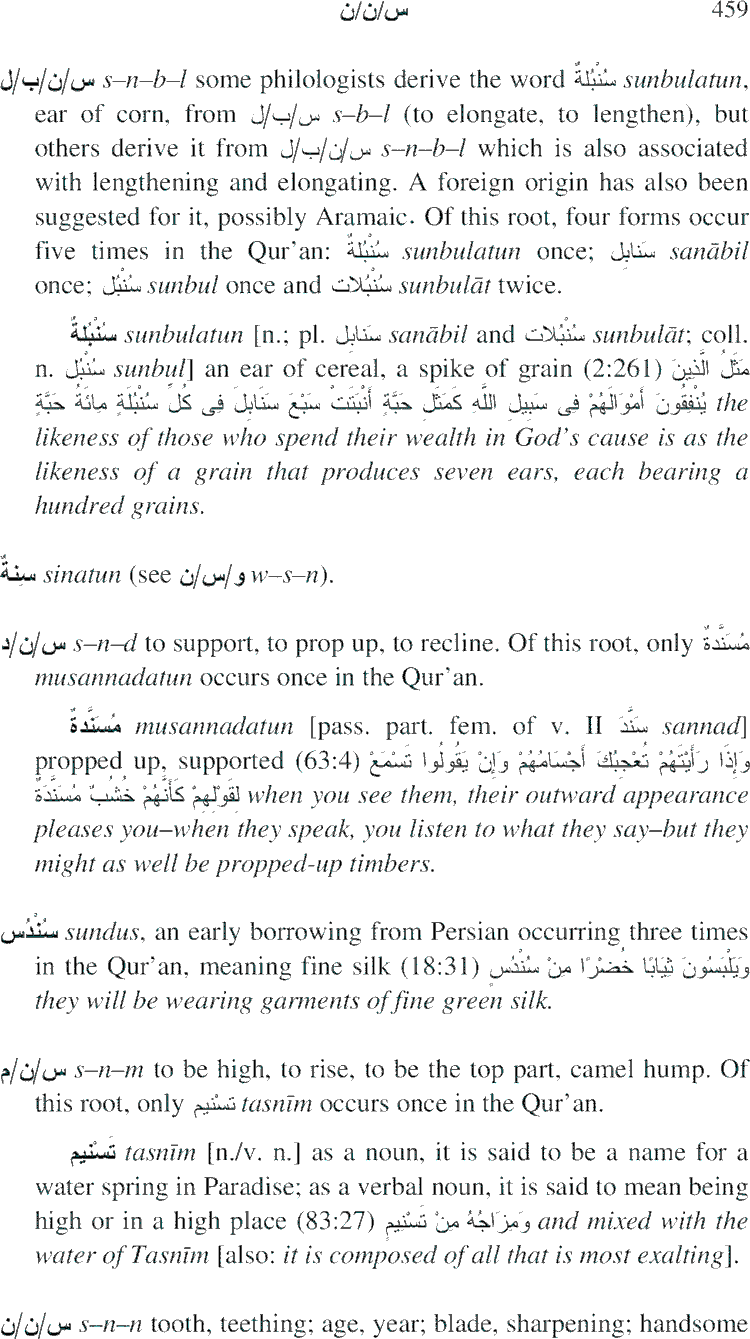 س/ن/ن 459
س/ن/ب/ل s–n–b–l some philologists derive the word سُنْبُلةٌ sunbulatun,
ear of corn, from س/ب/ل s–b–l (to elongate, to lengthen), but
others derive it from س/ن/ب/ل s–n–b–l which is also associated
with lengthening and elongating. A foreign origin has also been
suggested for it, possibly Aramaic. Of this root, four forms occur
five times in the Qur'an: سُنْبُلةٌ sunbulatun once; سَنابِل sanābil
once; سُنْبُل sunbul once and سُنْبُلات sunbulāt twice.
سُنْبُلةٌ sunbulatun [n.; pl. سَنابِل sanābil and سُنْبُلات sunbulāt; coll.
n. سُنْبُل sunbul] an ear of cereal, a spike of grain (2:261) مَثَلُ الَّذِينَ
يُنْفِقُونَ أَمْوَالَهُمْ فِى سَبِيلِ اللَّهِ كَمَثَلِ حَبَّةٍ أَنْبَتَتْ سَبْعَ سَنَابِلَ فِى كُلِّ سُنْبُلَةٍ مِائَةُ حَبَّةٍ the
likeness of those who spend their wealth in God's cause is as the
likeness of a grain that produces seven ears, each bearing a
hundred grains.
سِنةٌ sinatun (see و/س/ن w–s–n).
س/ن/د s–n–d to support, to prop up, to recline. Of this root, only مُسَنَّدةٌ
musannadatun occurs once in the Qur'an.
مُسَنَّدةٌ musannadatun [pass. part. fem. of v. II سَنَّدَ sannad]
propped up, supported (63:4) وَإِذَا رَأَيْتَهُمْ تُعْجِبُكَ أَجْسَامُهُمْ وَإِنْ يَقُولُوا تَسْمَعْ
لِقَوْلِهِمْ كَأَنَّهُمْ خُشُبٌ مُسَنَّدَةٌ when you see them, their outward appearance
pleases you–when they speak, you listen to what they say–but they
might as well be propped-up timbers.
سُنْدُس sundus, an early borrowing from Persian occurring three times
in the Qur'an, meaning fine silk (18:31) وَيَلْبَسُونَ ثِيَابًا خُضْرًا مِنْ سُنْدُسٍ
they will be wearing garments of fine green silk.
س/ن/م s–n–m to be high, to rise, to be the top part, camel hump. Of
this root, only تسْنيم tasnīm occurs once in the Qur'an.
تَسْنيم tasnīm [n./v. n.] as a noun, it is said to be a name for a
water spring in Paradise; as a verbal noun, it is said to mean being
high or in a high place (83:27) وَمِزَاجُهُ مِنْ تَسْنِيمٍ and mixed with the
water of Tasnīm [also: it is composed of all that is most exalting].
س/ن/ن s–n–n tooth, teething; age, year; blade, sharpening; handsome